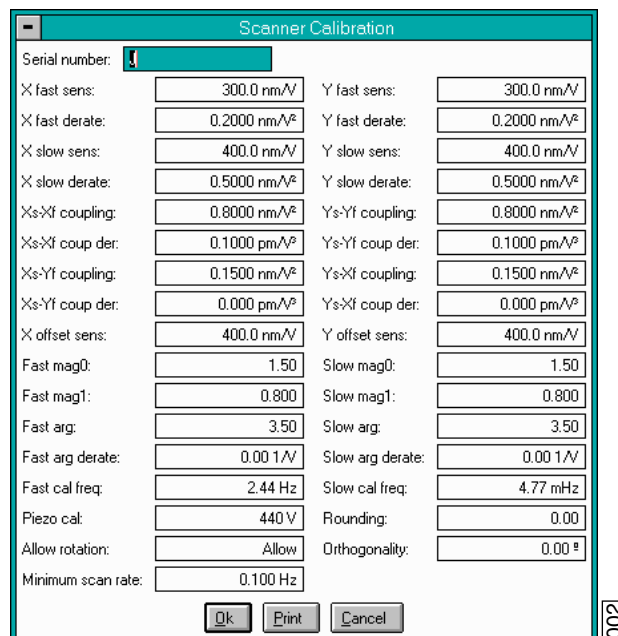 Scanner Calibration
Serial number: J
X fast sens: 300.0 nm/V Y fast sens: 300.0 nm/V
X fast derate: 0.2000 nm/V² Y fast derate: 0.2000 nm/V²
X slow sens: 400.0 nm/V Y slow sens: 400.0 nm/V
X slow derate: 0.5000 nm/V² Y slow derate: 0.5000 nm/V²
Xs-Xf coupling: 0.8000 nm/V² Ys-Yf coupling: 0.8000 nm/V²
Xs-Xf coup der: 0.1000 pm/V³ Ys-Yf coup der: 0.1000 pm/V³
Xs-Yf coupling: 0.1500 nm/V² Ys-Xf coupling: 0.1500 nm/V²
Xs-Yf coup der: 0.000 pm/V³ Ys-Xf coup der: 0.000 pm/V³
X offset sens: 400.0 nm/V Y offset sens: 400.0 nm/V
Fast mag0: 1.50 Slow mag0: 1.50
Fast mag1: 0.800 Slow mag1: 0.800
Fast arg: 3.50 Slow arg: 3.50
Fast arg derate: 0.00 1/V Slow arg derate: 0.00 1/V
Fast cal freq: 2.44 Hz Slow cal freq: 4.77 mHz
Piezo cal: 440 V Rounding: 0.00
Allow rotation: Allow Orthogonality: 0.00 º
Minimum scan rate: 0.100 Hz
Ok Print Cancel
002